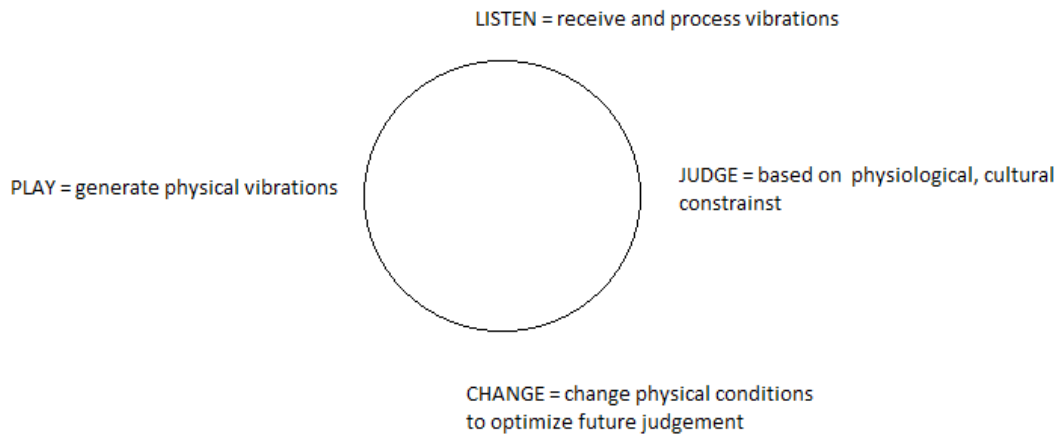 LISTEN = receive and process vibrations
PLAY = generate physical vibrations
JUDGE = based on physiological, cultural
constrainst
CHANGE = change physical conditions
to optimize future judgement